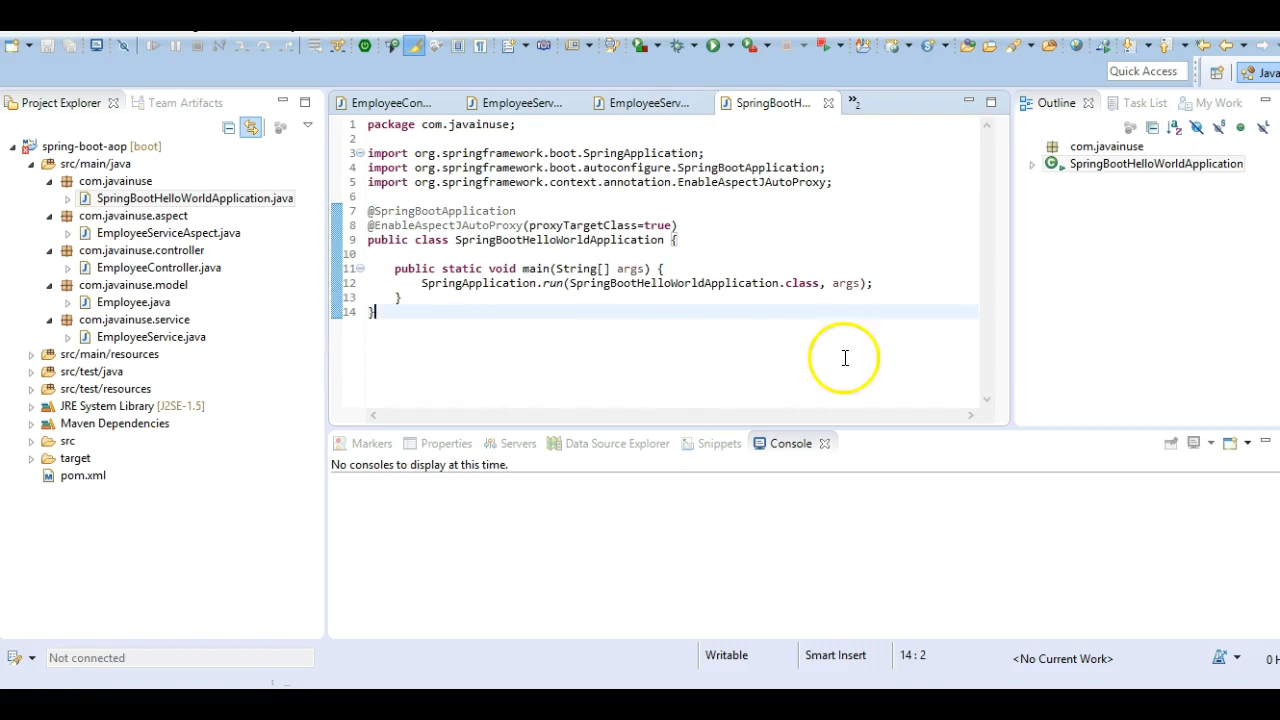 Quick Access
Java
Project Explorer
Team Artifacts
EmployeeCon...
EmployeeServ...
EmployeeServ...
SpringBootH...
»2
Outline
Task List
My Work
spring-boot-aop [boot]
src/main/java
com.javainuse
SpringBootHelloWorldApplication.java
com.javainuse.aspect
EmployeeServiceAspect.java
com.javainuse.controller
EmployeeController.java
com.javainuse.model
Employee.java
com.javainuse.service
EmployeeService.java
src/main/resources
src/test/java
src/test/resources
JRE System Library [J2SE-1.5]
Maven Dependencies
src
target
pom.xml
1 package com.javainuse;
2
3 import org.springframework.boot.SpringApplication;
4 import org.springframework.boot.autoconfigure.SpringBootApplication;
5 import org.springframework.context.annotation.EnableAspectJAutoProxy;
6
7 @SpringBootApplication
8 @EnableAspectJAutoProxy(proxyTargetClass=true)
9 public class SpringBootHelloWorldApplication {
10
11 public static void main(String[] args) {
12 SpringApplication.run(SpringBootHelloWorldApplication.class, args);
13 }
14 }
com.javainuse
SpringBootHelloWorldApplication
Markers
Properties
Servers
Data Source Explorer
Snippets
Console
No consoles to display at this time.
Not connected
Writable
Smart Insert
14 : 2
<No Current Work>
0